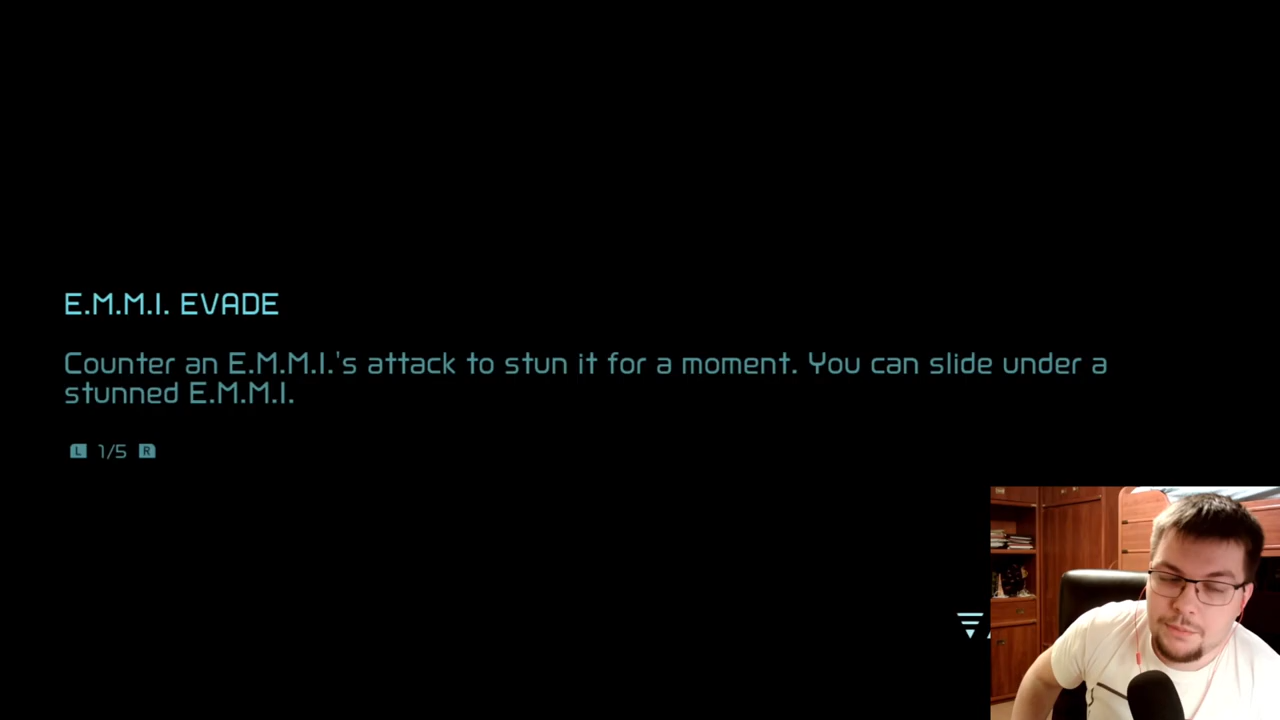 E.M.M.I. EVADE
Counter an E.M.M.I.'s attack to stun it for a moment. You can slide under a
stunned E.M.M.I.
L 1/5 R